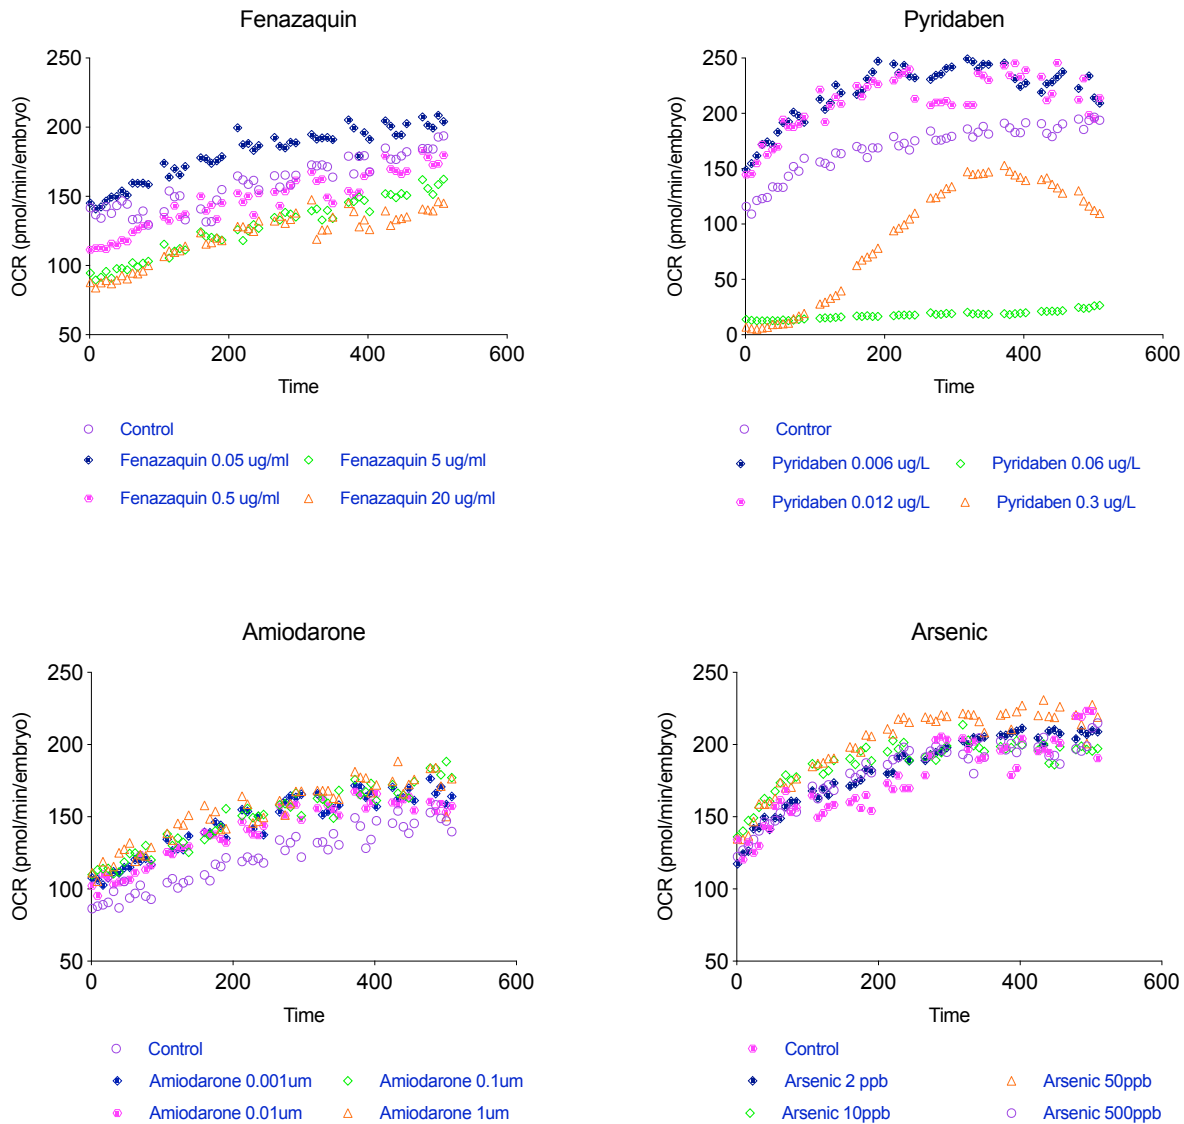 Fenazaquin
250
200
150
100
50
OCR (pmol/min/embryo)
0
200
400
600
Time
Control
Fenazaquin 0.05 ug/ml
Fenazaquin 5 ug/ml
Fenazaquin 0.5 ug/ml
Fenazaquin 20 ug/ml
Pyridaben
250
200
150
100
50
0
OCR (pmol/min/embryo)
0
200
400
600
Time
Contror
Pyridaben 0.006 ug/L
Pyridaben 0.06 ug/L
Pyridaben 0.012 ug/L
Pyridaben 0.3 ug/L
Amiodarone
250
200
150
100
50
OCR (pmol/min/embryo)
0
200
400
600
Time
Control
Amiodarone 0.001um
Amiodarone 0.1um
Amiodarone 0.01um
Amiodarone 1um
Arsenic
250
200
150
100
50
OCR (pmol/min/embryo)
0
200
400
600
Time
Control
Arsenic 2 ppb
Arsenic 50ppb
Arsenic 10ppb
Arsenic 500ppb